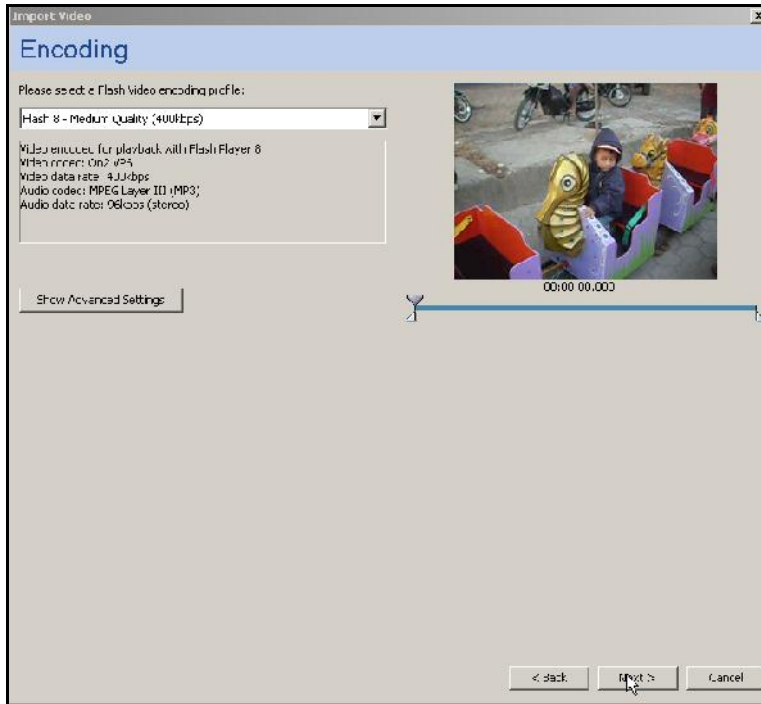 Import Video
Encoding
Please select a Flash Video encoding profile:
Flash 8 - Medium Quality (400kbps)
Video encoded for playback with Flash Player 8
Video codec: On2 VP6
Video data rate: 400kbps
Audio codec: MPEG Layer III (MP3)
Audio data rate: 96kbps (stereo)
00:00:00.000
Show Advanced Settings
< Back
Next >
Cancel